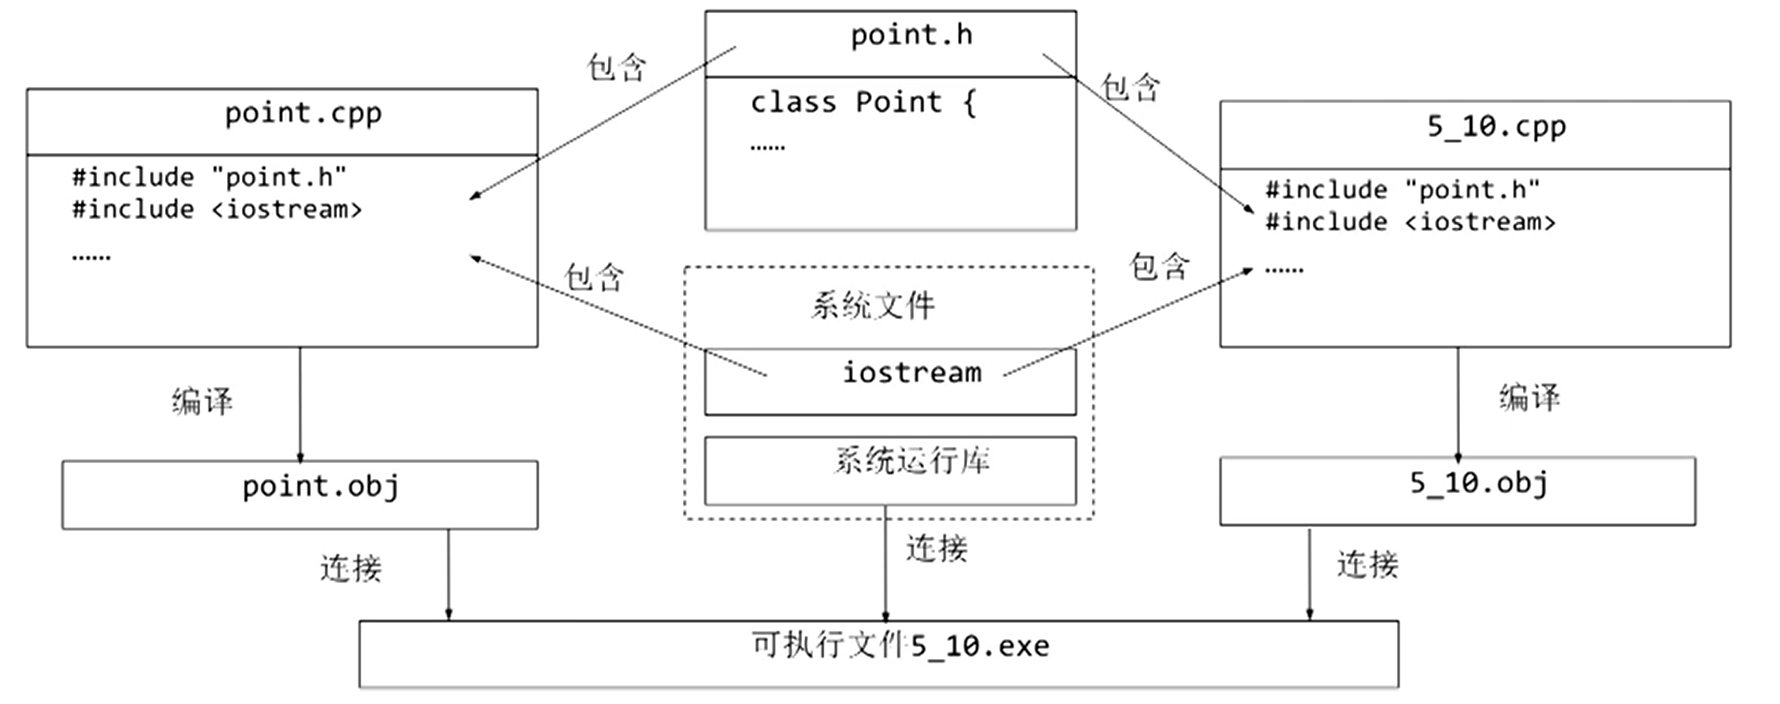 point.h
class Point {
……
包含
包含
point.cpp
#include "point.h"
#include <iostream>
……
5_10.cpp
#include "point.h"
#include <iostream>
……
包含
包含
系统文件
iostream
系统运行库
编译
编译
point.obj
5_10.obj
连接
连接
连接
可执行文件5_10.exe